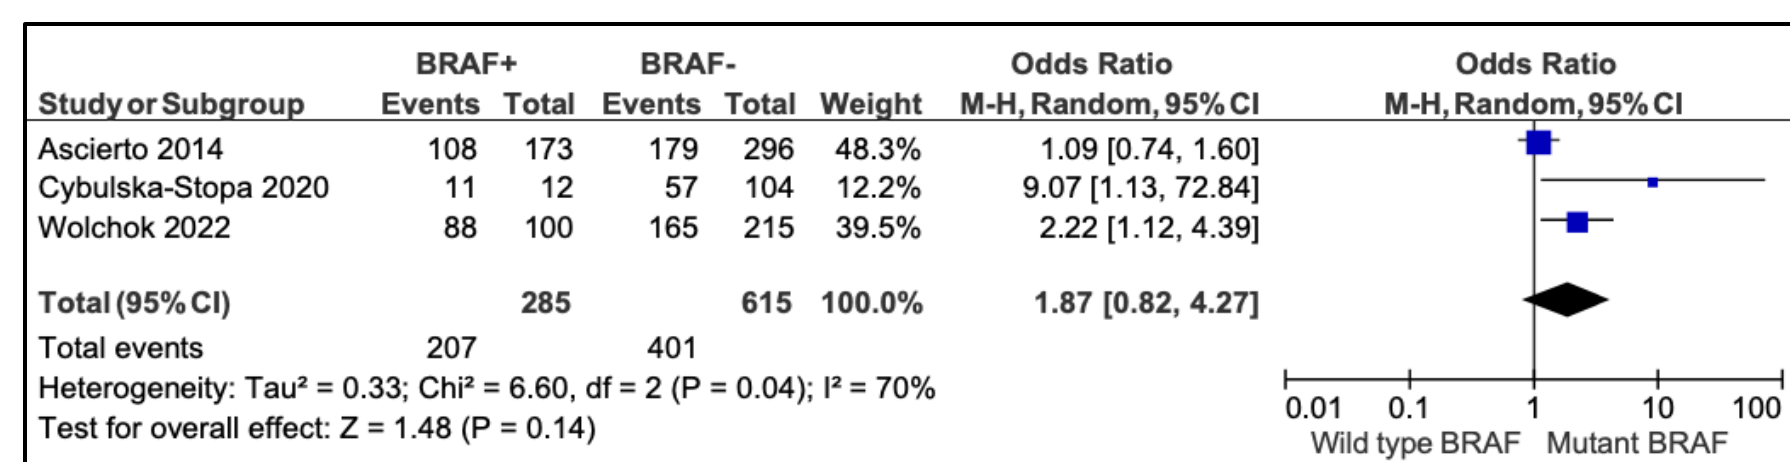 BRAF+ BRAF- Odds Ratio Odds Ratio
Study or Subgroup Events Total Events Total Weight M-H, Random, 95% CI M-H, Random, 95% CI
Ascierto 2014 108 173 179 296 48.3% 1.09 [0.74, 1.60]
Cybulska-Stopa 2020 11 12 57 104 12.2% 9.07 [1.13, 72.84]
Wolchok 2022 88 100 165 215 39.5% 2.22 [1.12, 4.39]
Total (95% CI) 285 615 100.0% 1.87 [0.82, 4.27]
Total events 207 401
Heterogeneity: Tau² = 0.33; Chi² = 6.60, df = 2 (P = 0.04); I² = 70%
Test for overall effect: Z = 1.48 (P = 0.14)
0.01 0.1 1 10 100
Wild type BRAF Mutant BRAF